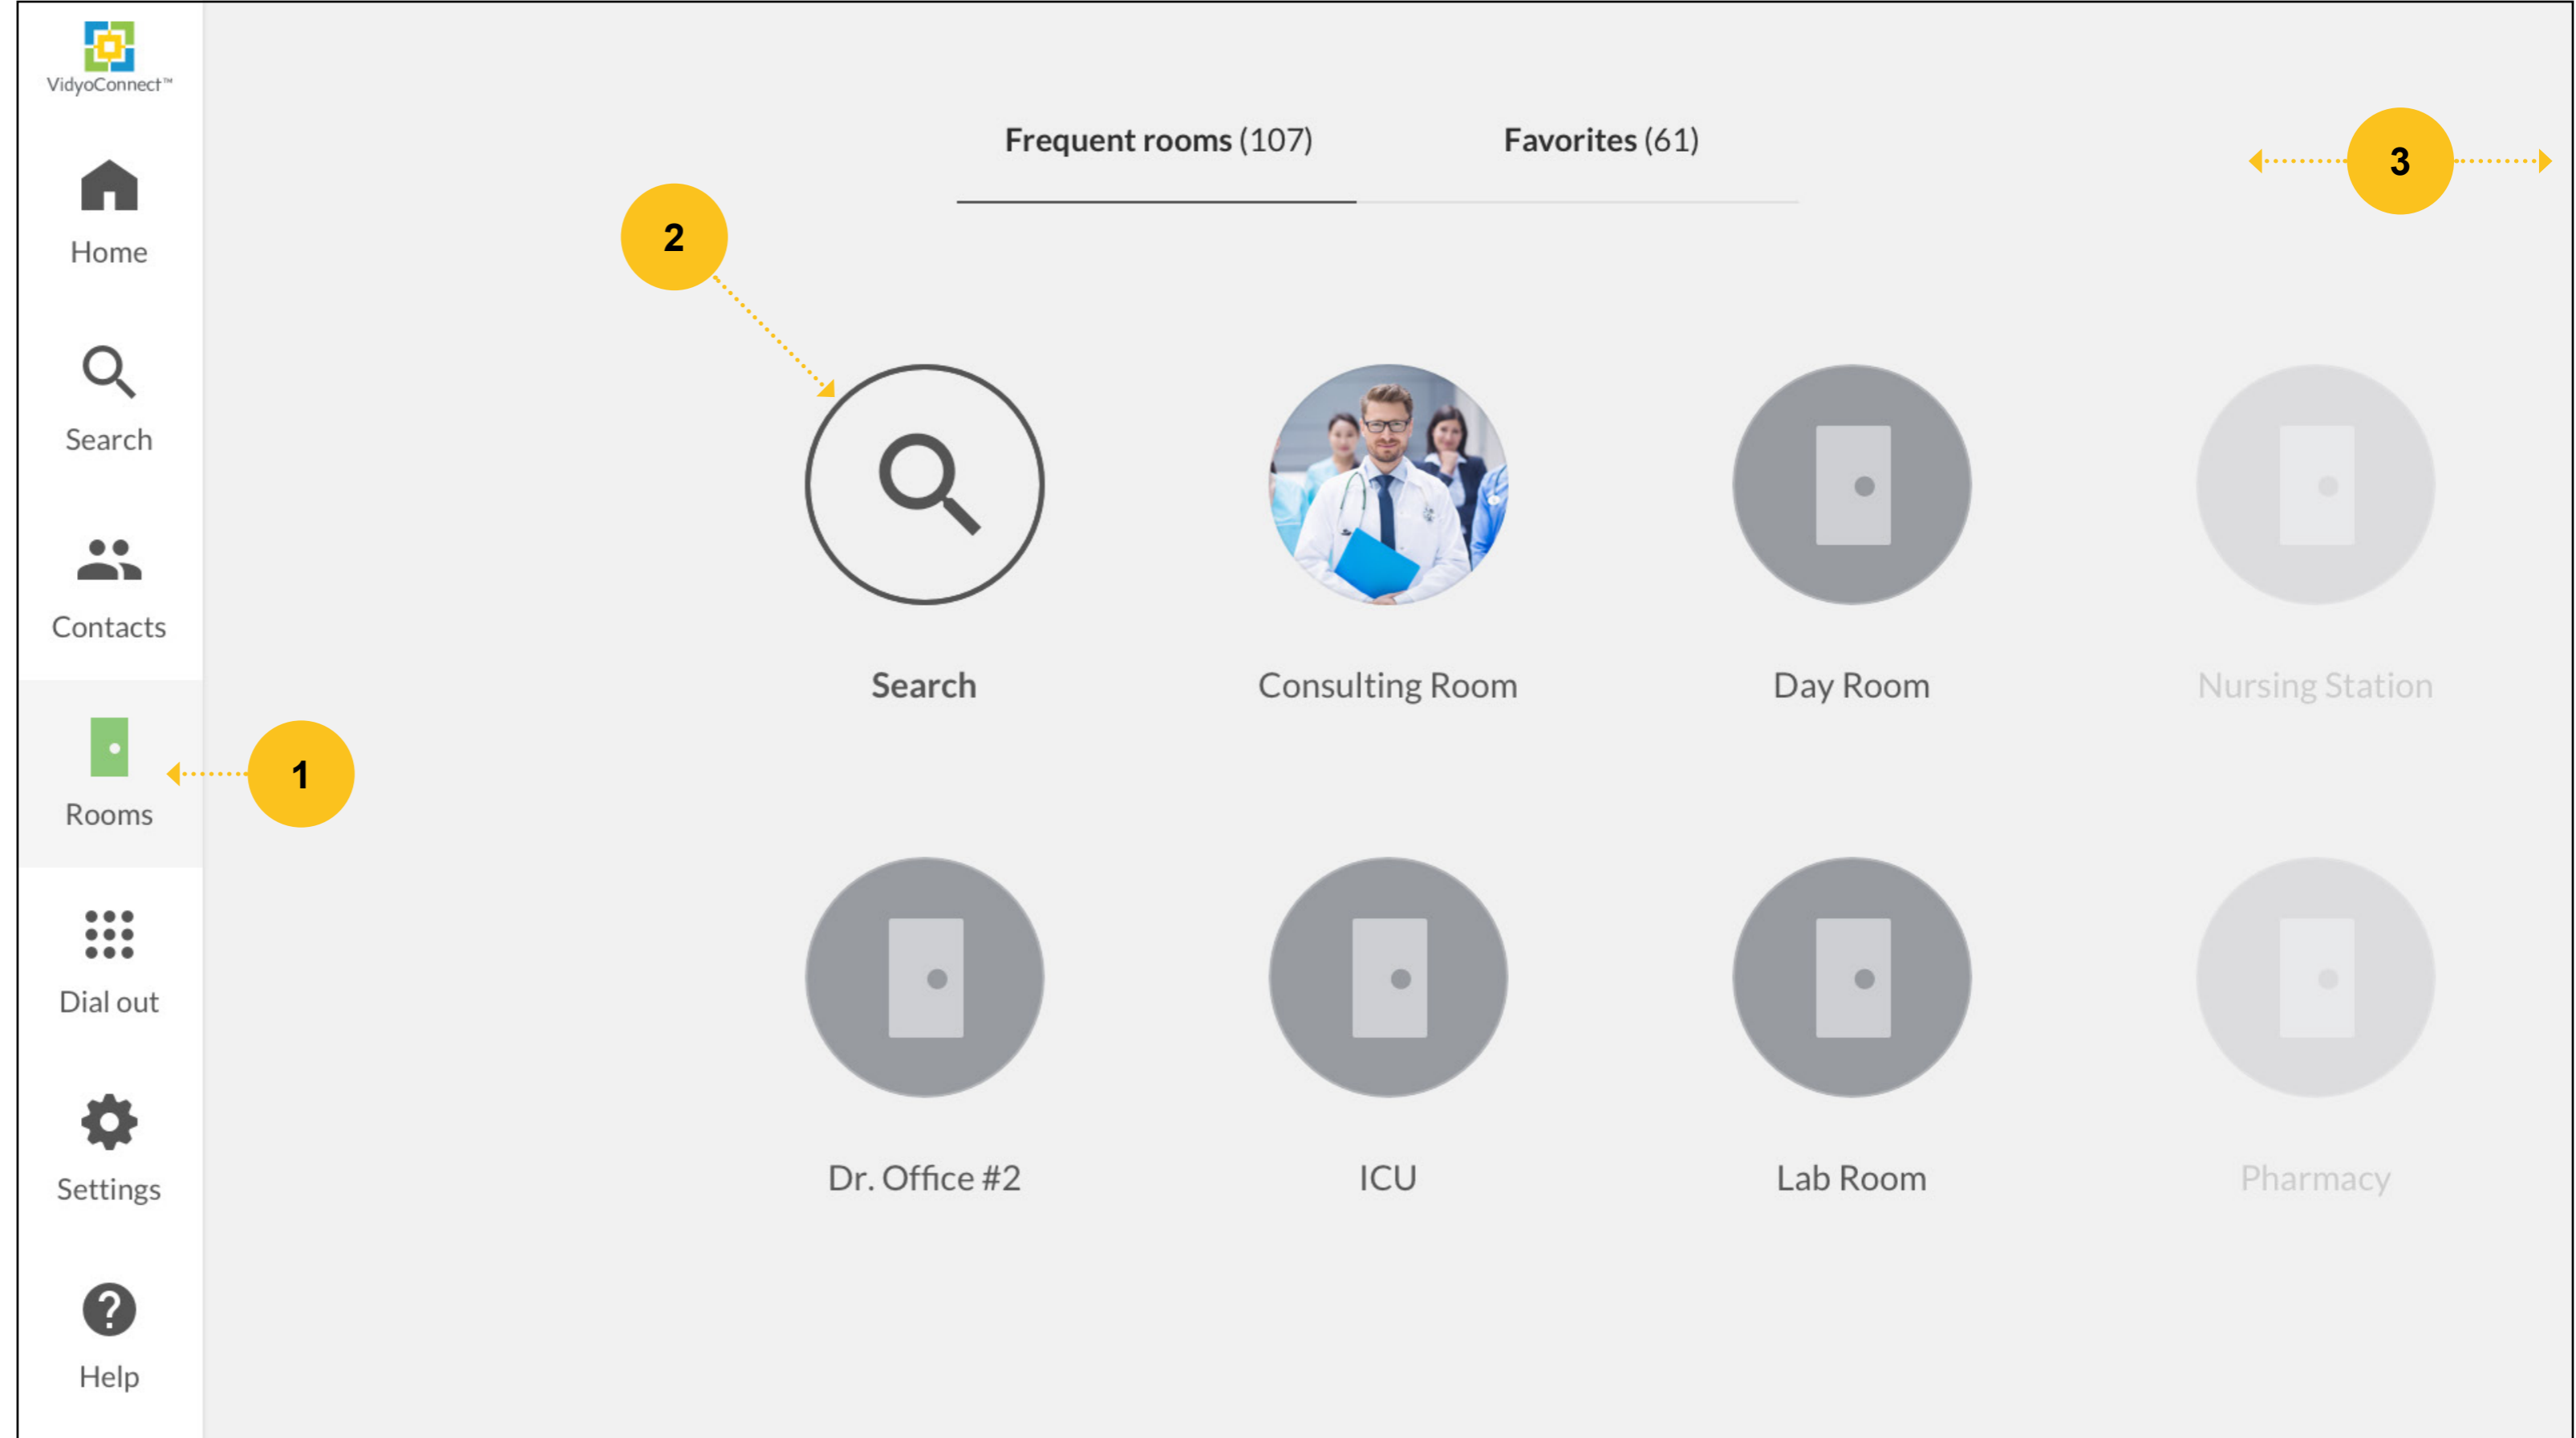 VidyoConnect™
Home
Search
Contacts
Rooms
Dial out
Settings
Help
1
2
3
Frequent rooms (107)
Favorites (61)
Search
Consulting Room
Day Room
Nursing Station
Dr. Office #2
ICU
Lab Room
Pharmacy